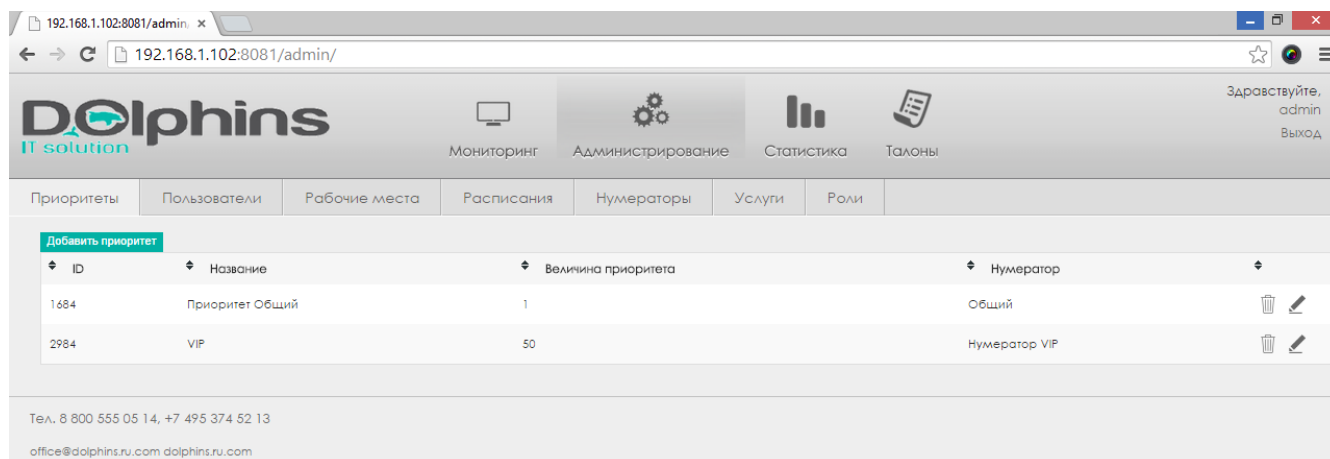 192.168.1.102:8081/admin/
192.168.1.102:8081/admin/
DOlphins
IT solution
Мониторинг
Администрирование
Статистика
Талоны
Здравствуйте,
admin
Выход
Приоритеты Пользователи Рабочие места Расписания Нумераторы Услуги Роли
Добавить приоритет
ID Название Величина приоритета Нумератор
1684 Приоритет Общий 1 Общий
2984 VIP 50 Нумератор VIP
Тел. 8 800 555 05 14, +7 495 374 52 13
office@dolphins.ru.com dolphins.ru.com